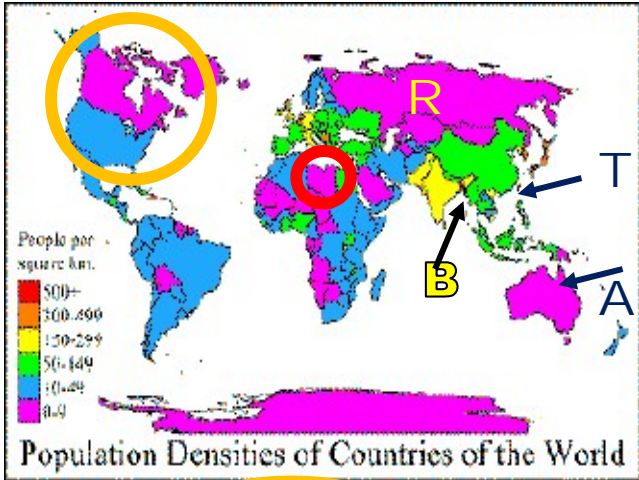 R
T
B
A
People per
square km.
500+
300-499
150-299
50-149
10-49
0-9
Population Densities of Countries of the World